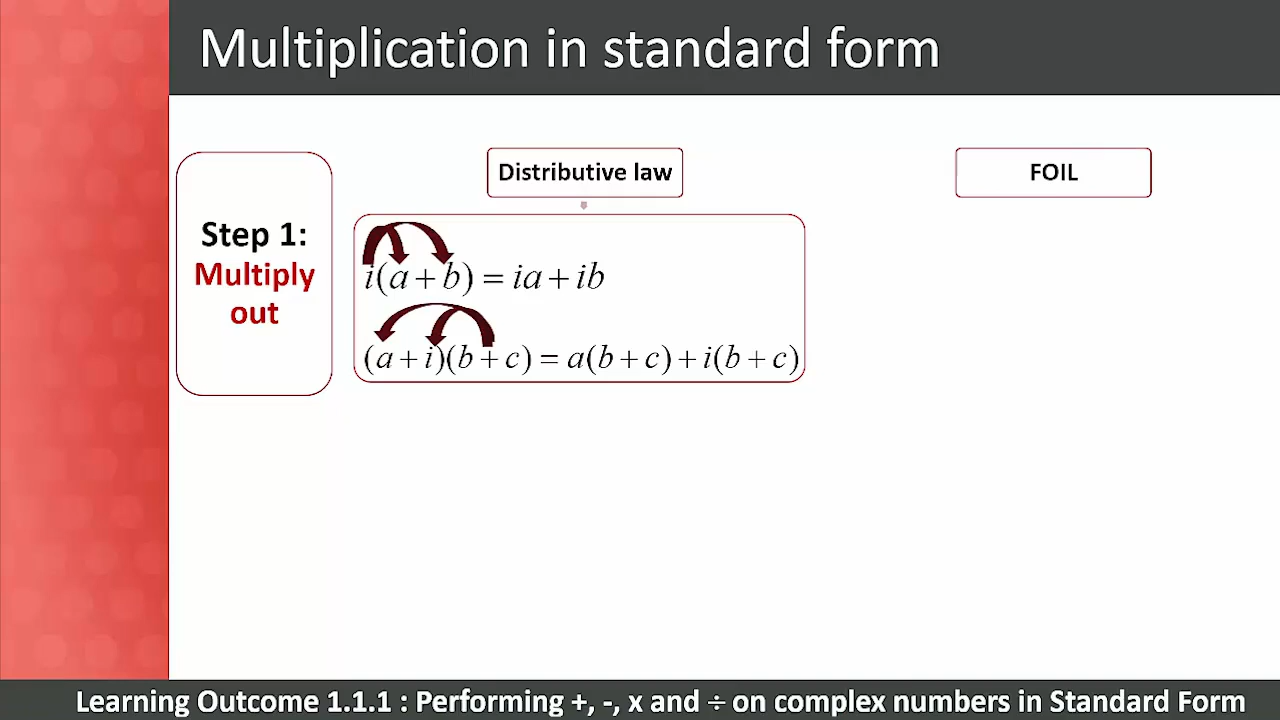 Multiplication in standard form
Step 1:
Multiply
out
Distributive law
i(a + b) = ia + ib
(a + i)(b + c) = a(b + c) + i(b + c)
FOIL
Learning Outcome 1.1.1 : Performing +, -, x and ÷ on complex numbers in Standard Form